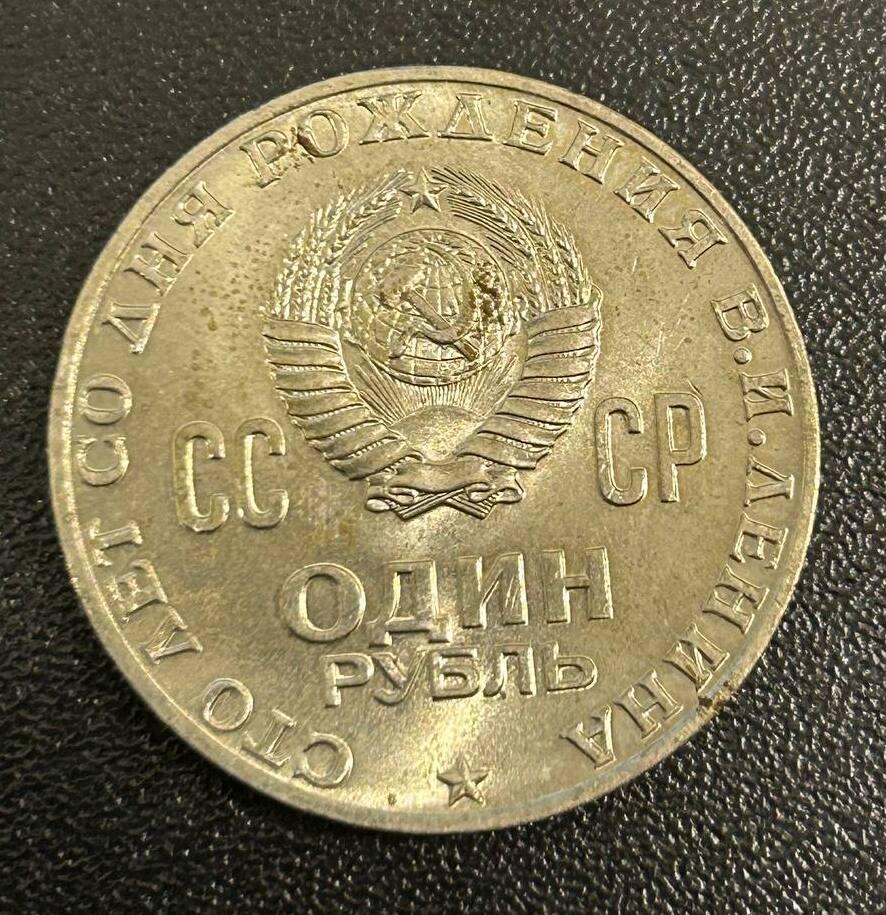 СТО ЛЕТ СО ДНЯ РОЖДЕНИЯ В.И.ЛЕНИНА
СС СР
ОДИН
РУБЛЬ